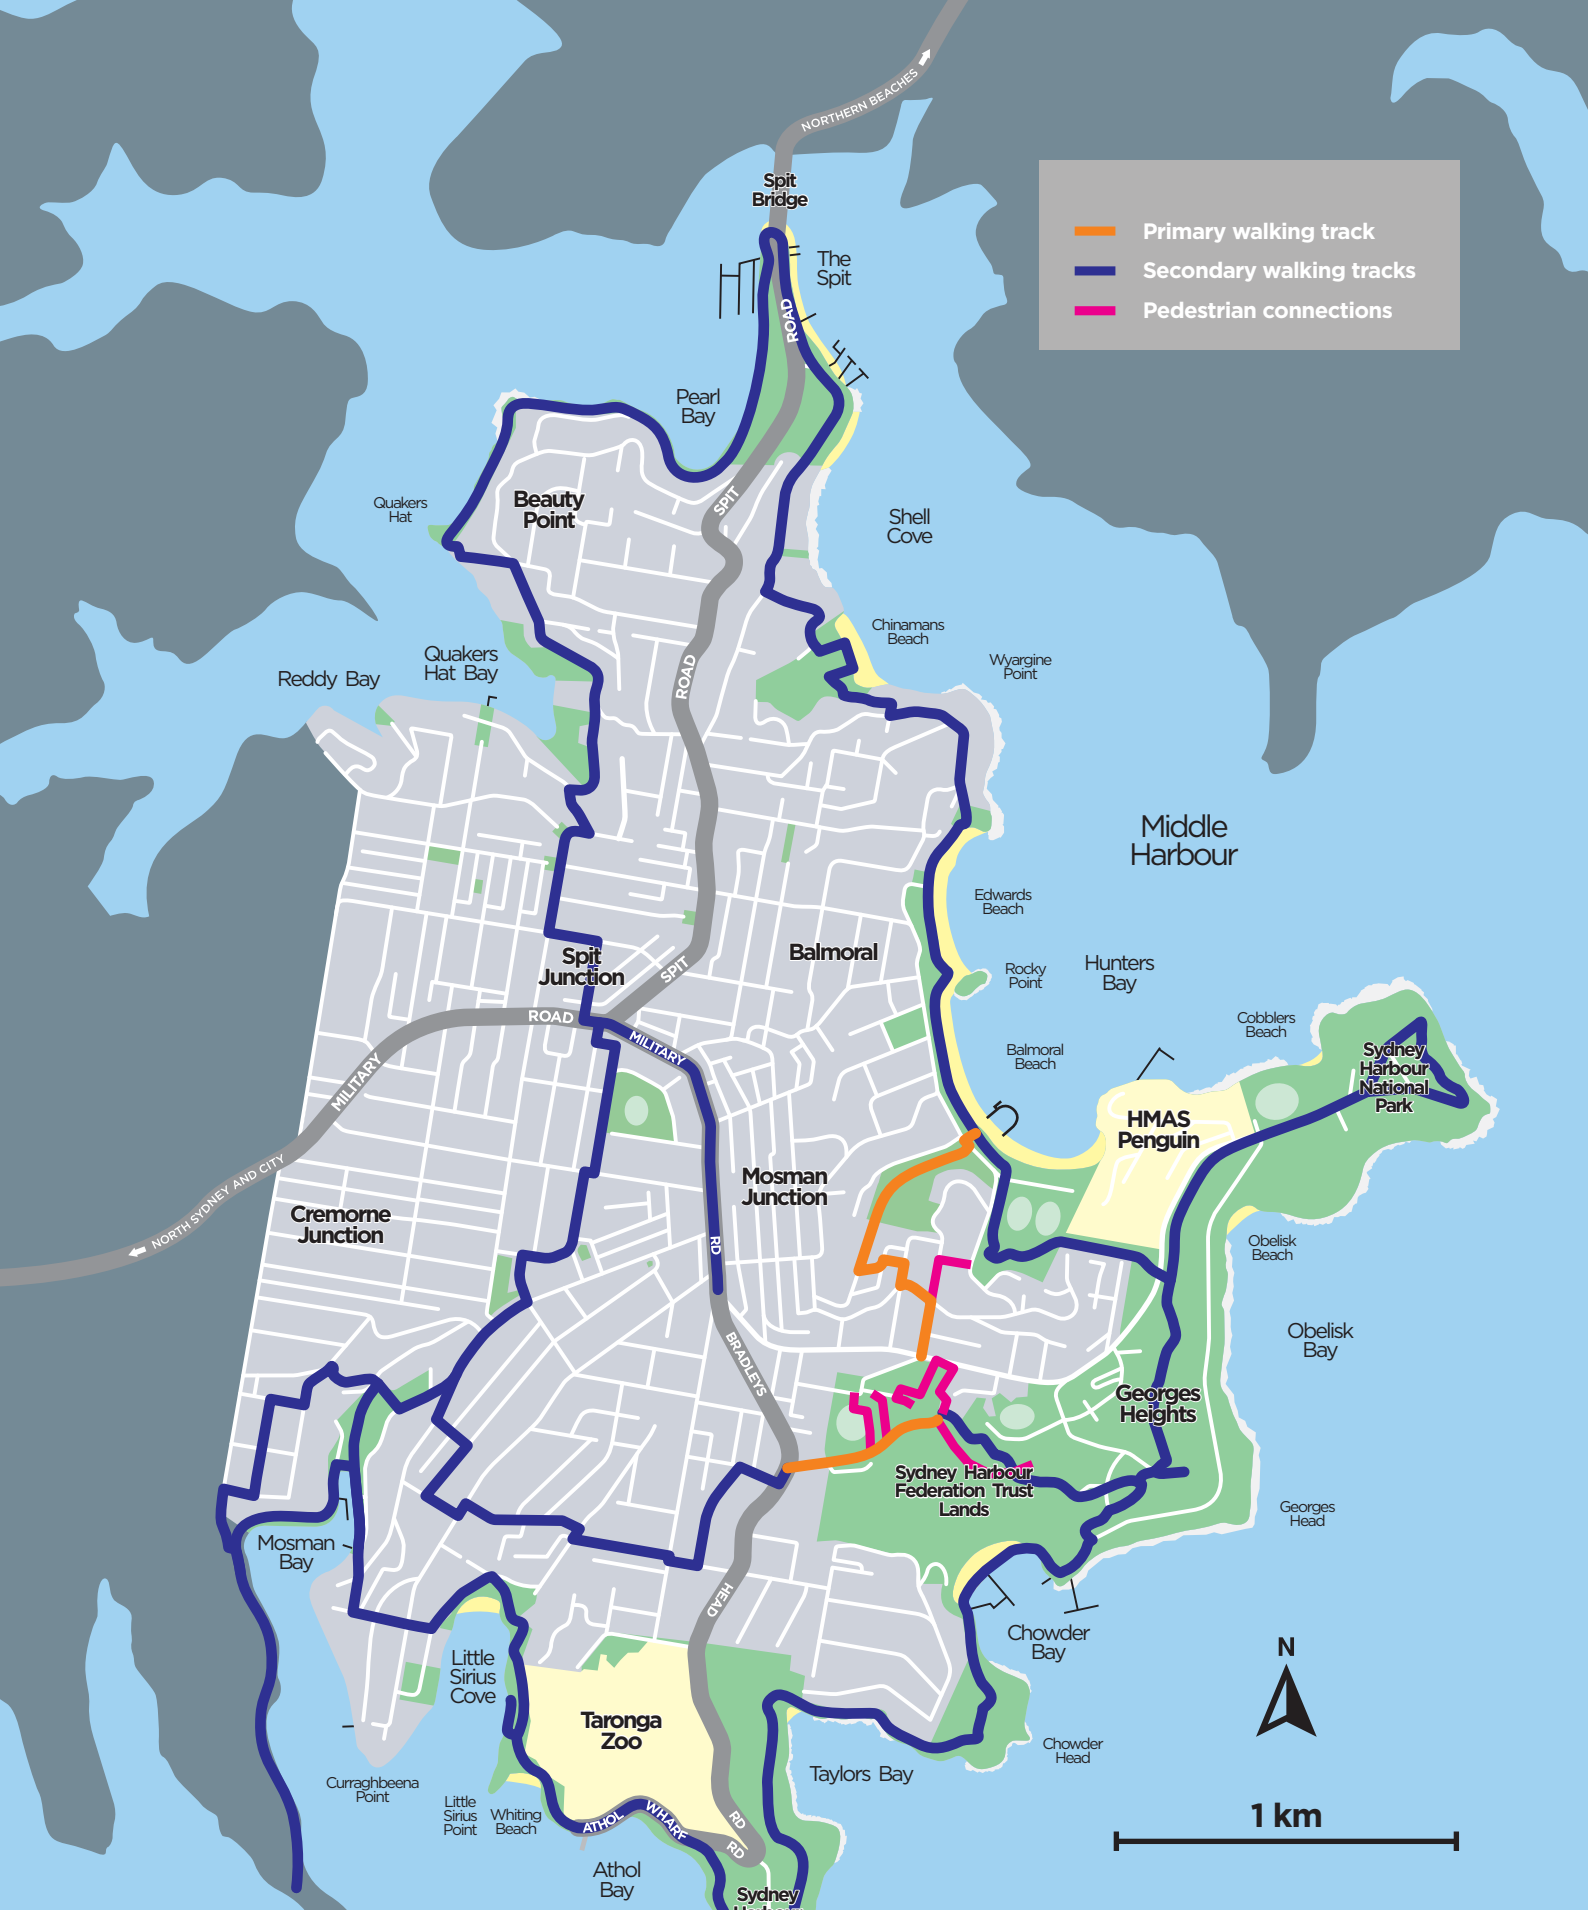 NORTHERN BEACHES
Spit
Bridge
Primary walking track
Secondary walking tracks
Pedestrian connections
The
Spit
ROAD
Pearl
Bay
Quakers
Hat
Beauty
Point
SPIT
Shell
Cove
Chinamans
Beach
Quakers
Hat Bay
Reddy Bay
ROAD
Wyargine
Point
Middle
Harbour
Edwards
Beach
Balmoral
Spit
Junction
SPIT
Rocky
Point
Hunters
Bay
ROAD
MILITARY
Cobblers
Beach
Balmoral
Beach
Sydney
Harbour
National
Park
MILITARY
HMAS
Penguin
NORTH SYDNEY AND CITY
Mosman
Junction
Cremorne
Junction
RD
Obelisk
Beach
Obelisk
Bay
BRADLEYS
Georges
Heights
Sydney Harbour
Federation Trust
Lands
Georges
Head
Mosman
Bay
HEAD
Chowder
Bay
N
Little
Sirius
Cove
Taronga
Zoo
Chowder
Head
Taylors Bay
Curraghbeena
Point
Little
Sirius
Point
Whiting
Beach
ATHOL
WHARF
RD
RD
1 km
Athol
Bay
Sydney